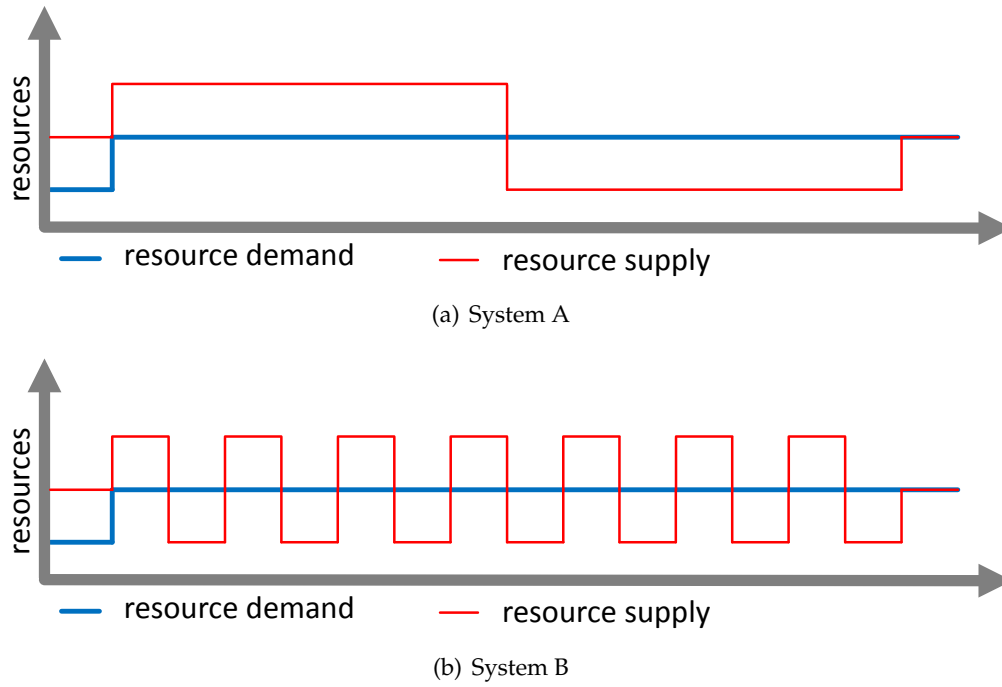 resources
resource demand
resource supply
(a) System A
resources
resource demand
resource supply
(b) System B